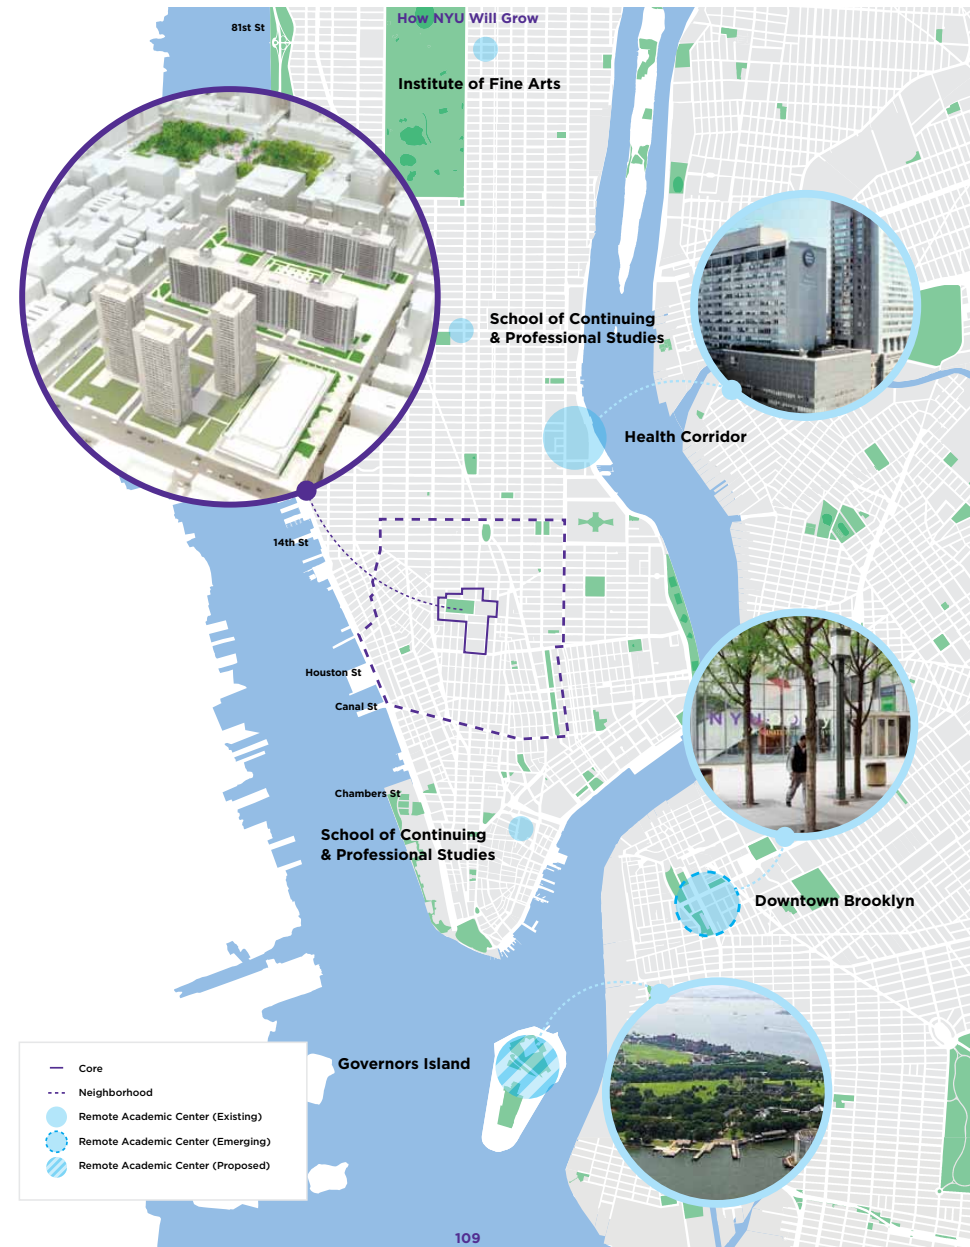 How NYU Will Grow
81st St
Institute of Fine Arts
School of Continuing
& Professional Studies
Health Corridor
14th St
Houston St
Canal St
NYU
Chambers St
School of Continuing
& Professional Studies
Downtown Brooklyn
Governors Island
Core
Neighborhood
Remote Academic Center (Existing)
Remote Academic Center (Emerging)
Remote Academic Center (Proposed)
109